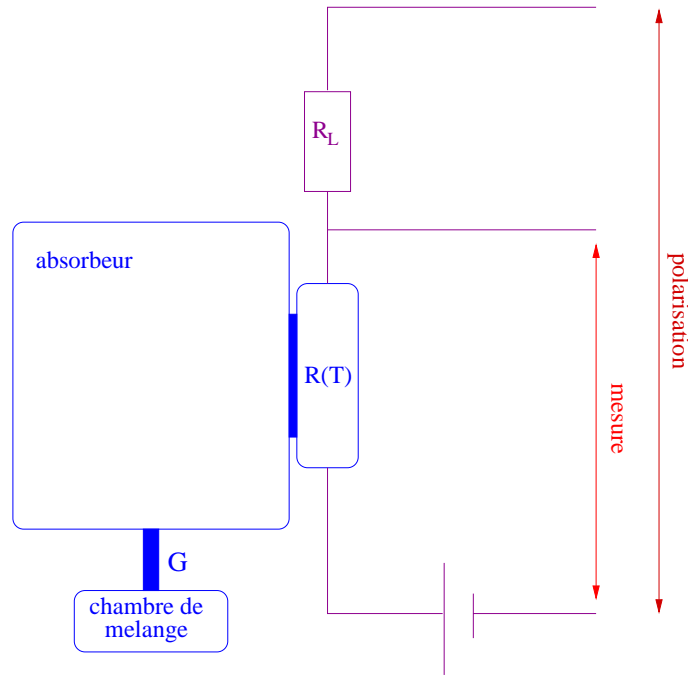 R_L
absorbeur
R(T)
polarisation
mesure
G
chambre de
melange